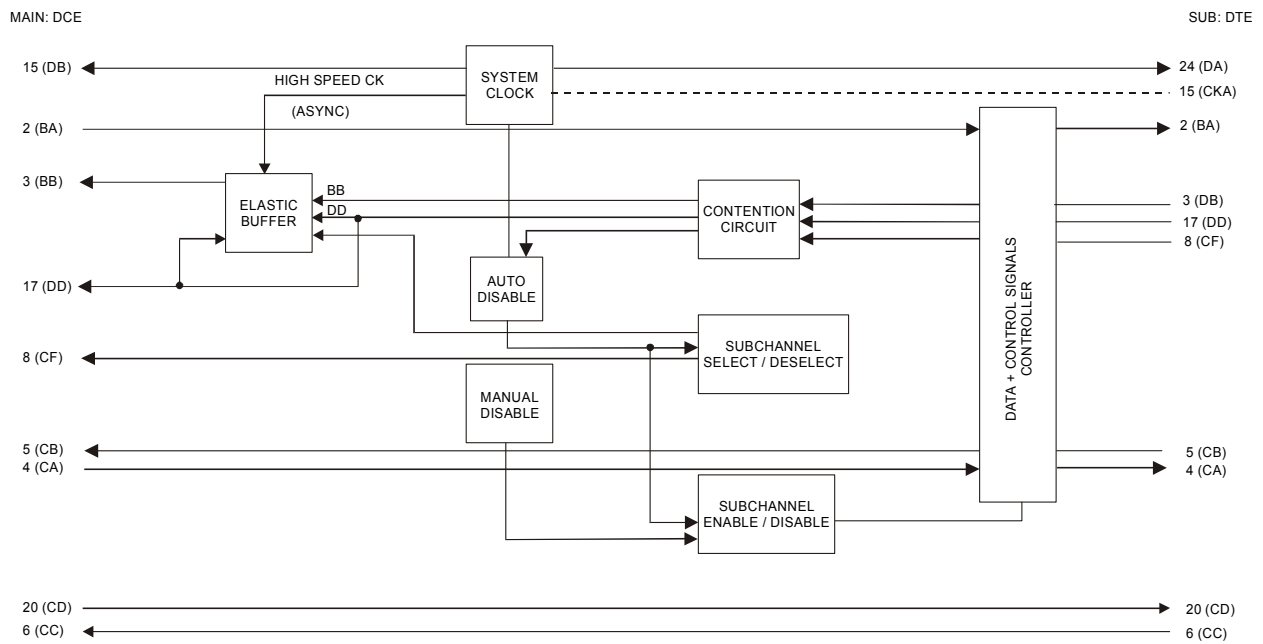 MAIN: DCE
SUB: DTE
15 (DB)
SYSTEM
CLOCK
24 (DA)
HIGH SPEED CK
15 (CKA)
(ASYNC)
2 (BA)
2 (BA)
3 (BB)
ELASTIC
BUFFER
BB
DD
CONTENTION
CIRCUIT
3 (DB)
17 (DD)
8 (CF)
DATA + CONTROL SIGNALS
CONTROLLER
17 (DD)
AUTO
DISABLE
8 (CF)
SUBCHANNEL
SELECT / DESELECT
MANUAL
DISABLE
5 (CB)
4 (CA)
5 (CB)
4 (CA)
SUBCHANNEL
ENABLE / DISABLE
20 (CD)
20 (CD)
6 (CC)
6 (CC)